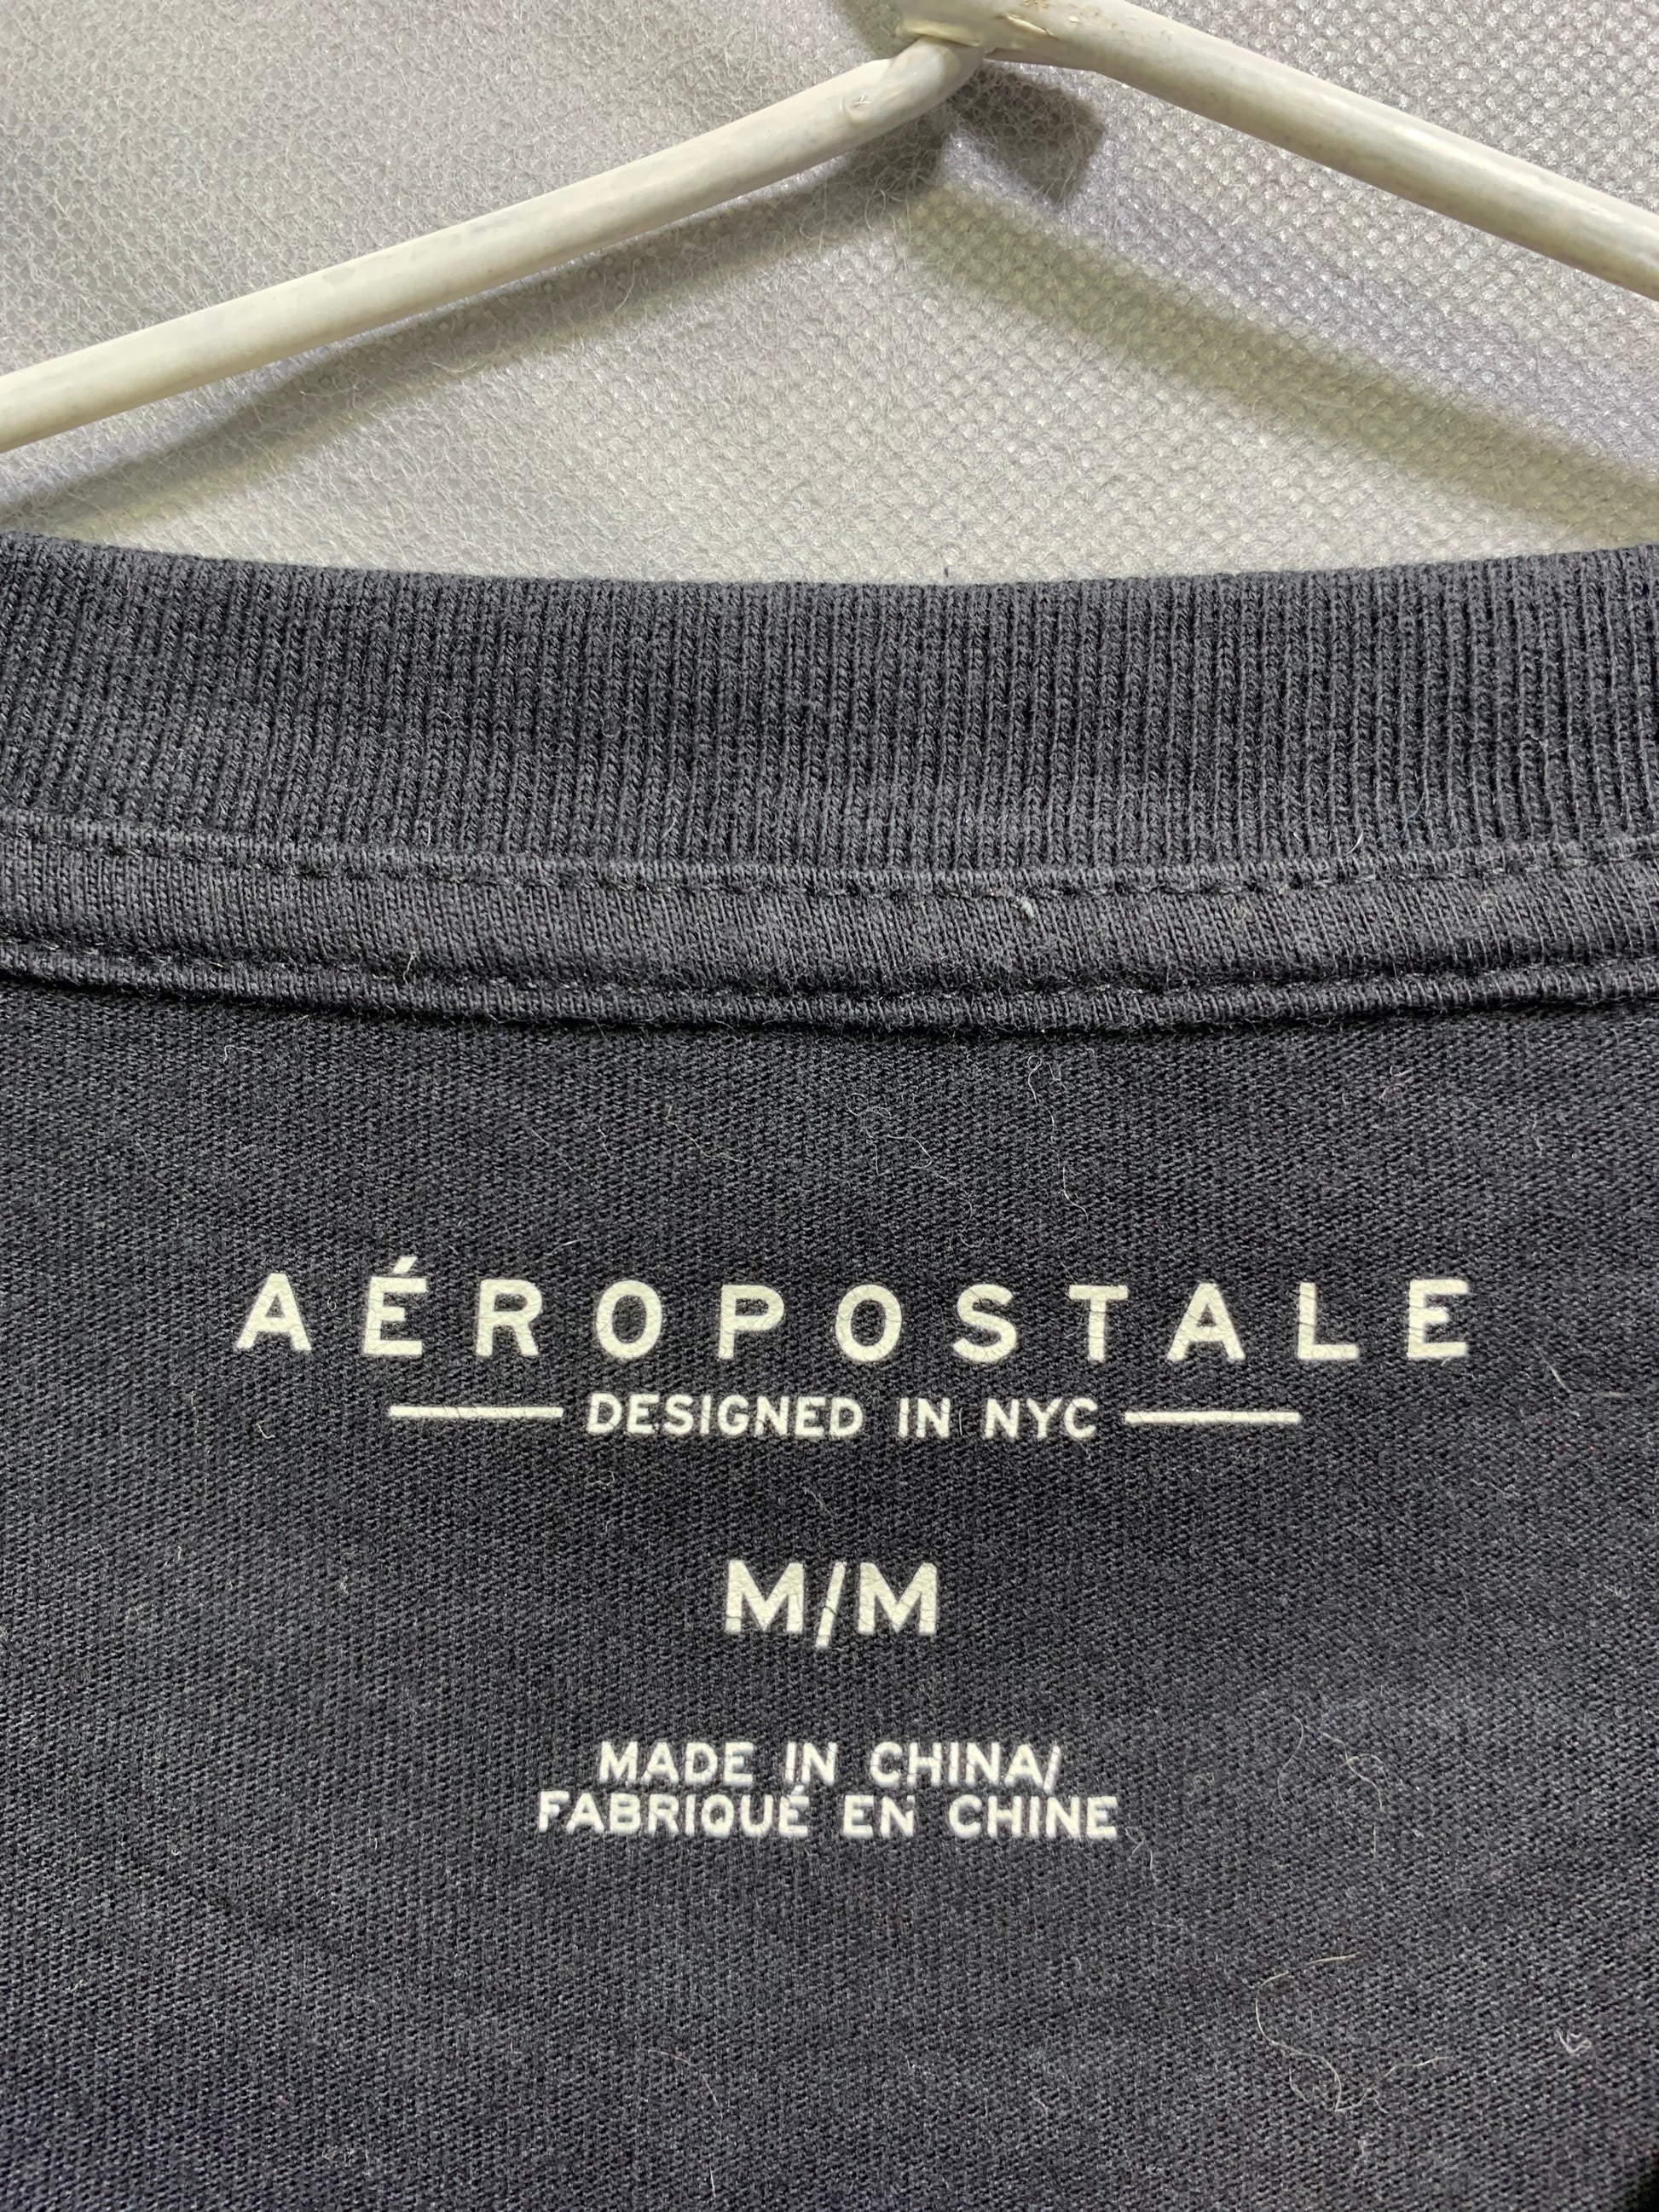 AÉROPOSTALE
DESIGNED IN NYC
M/M
MADE IN CHINA/
FABRIQUÉ EN CHINE